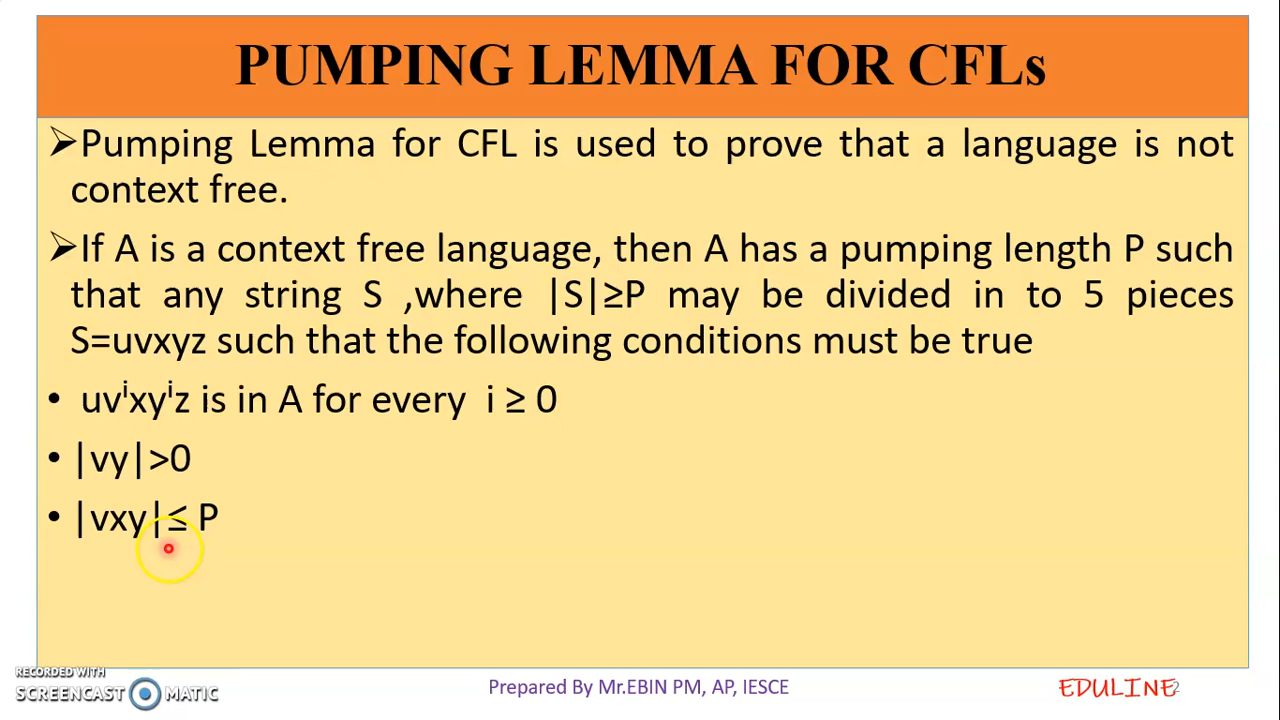 PUMPING LEMMA FOR CFLs
➢Pumping Lemma for CFL is used to prove that a language is not
context free.
➢If A is a context free language, then A has a pumping length P such
that any string S ,where |S|≥P may be divided in to 5 pieces
S=uvxyz such that the following conditions must be true
• uvⁱxyⁱz is in A for every i ≥ 0
• |vy|>0
• |vxy|≤ P
RECORDED WITH
SCREENCAST MATIC
Prepared By Mr.EBIN PM, AP, IESCE
EDULINE 2